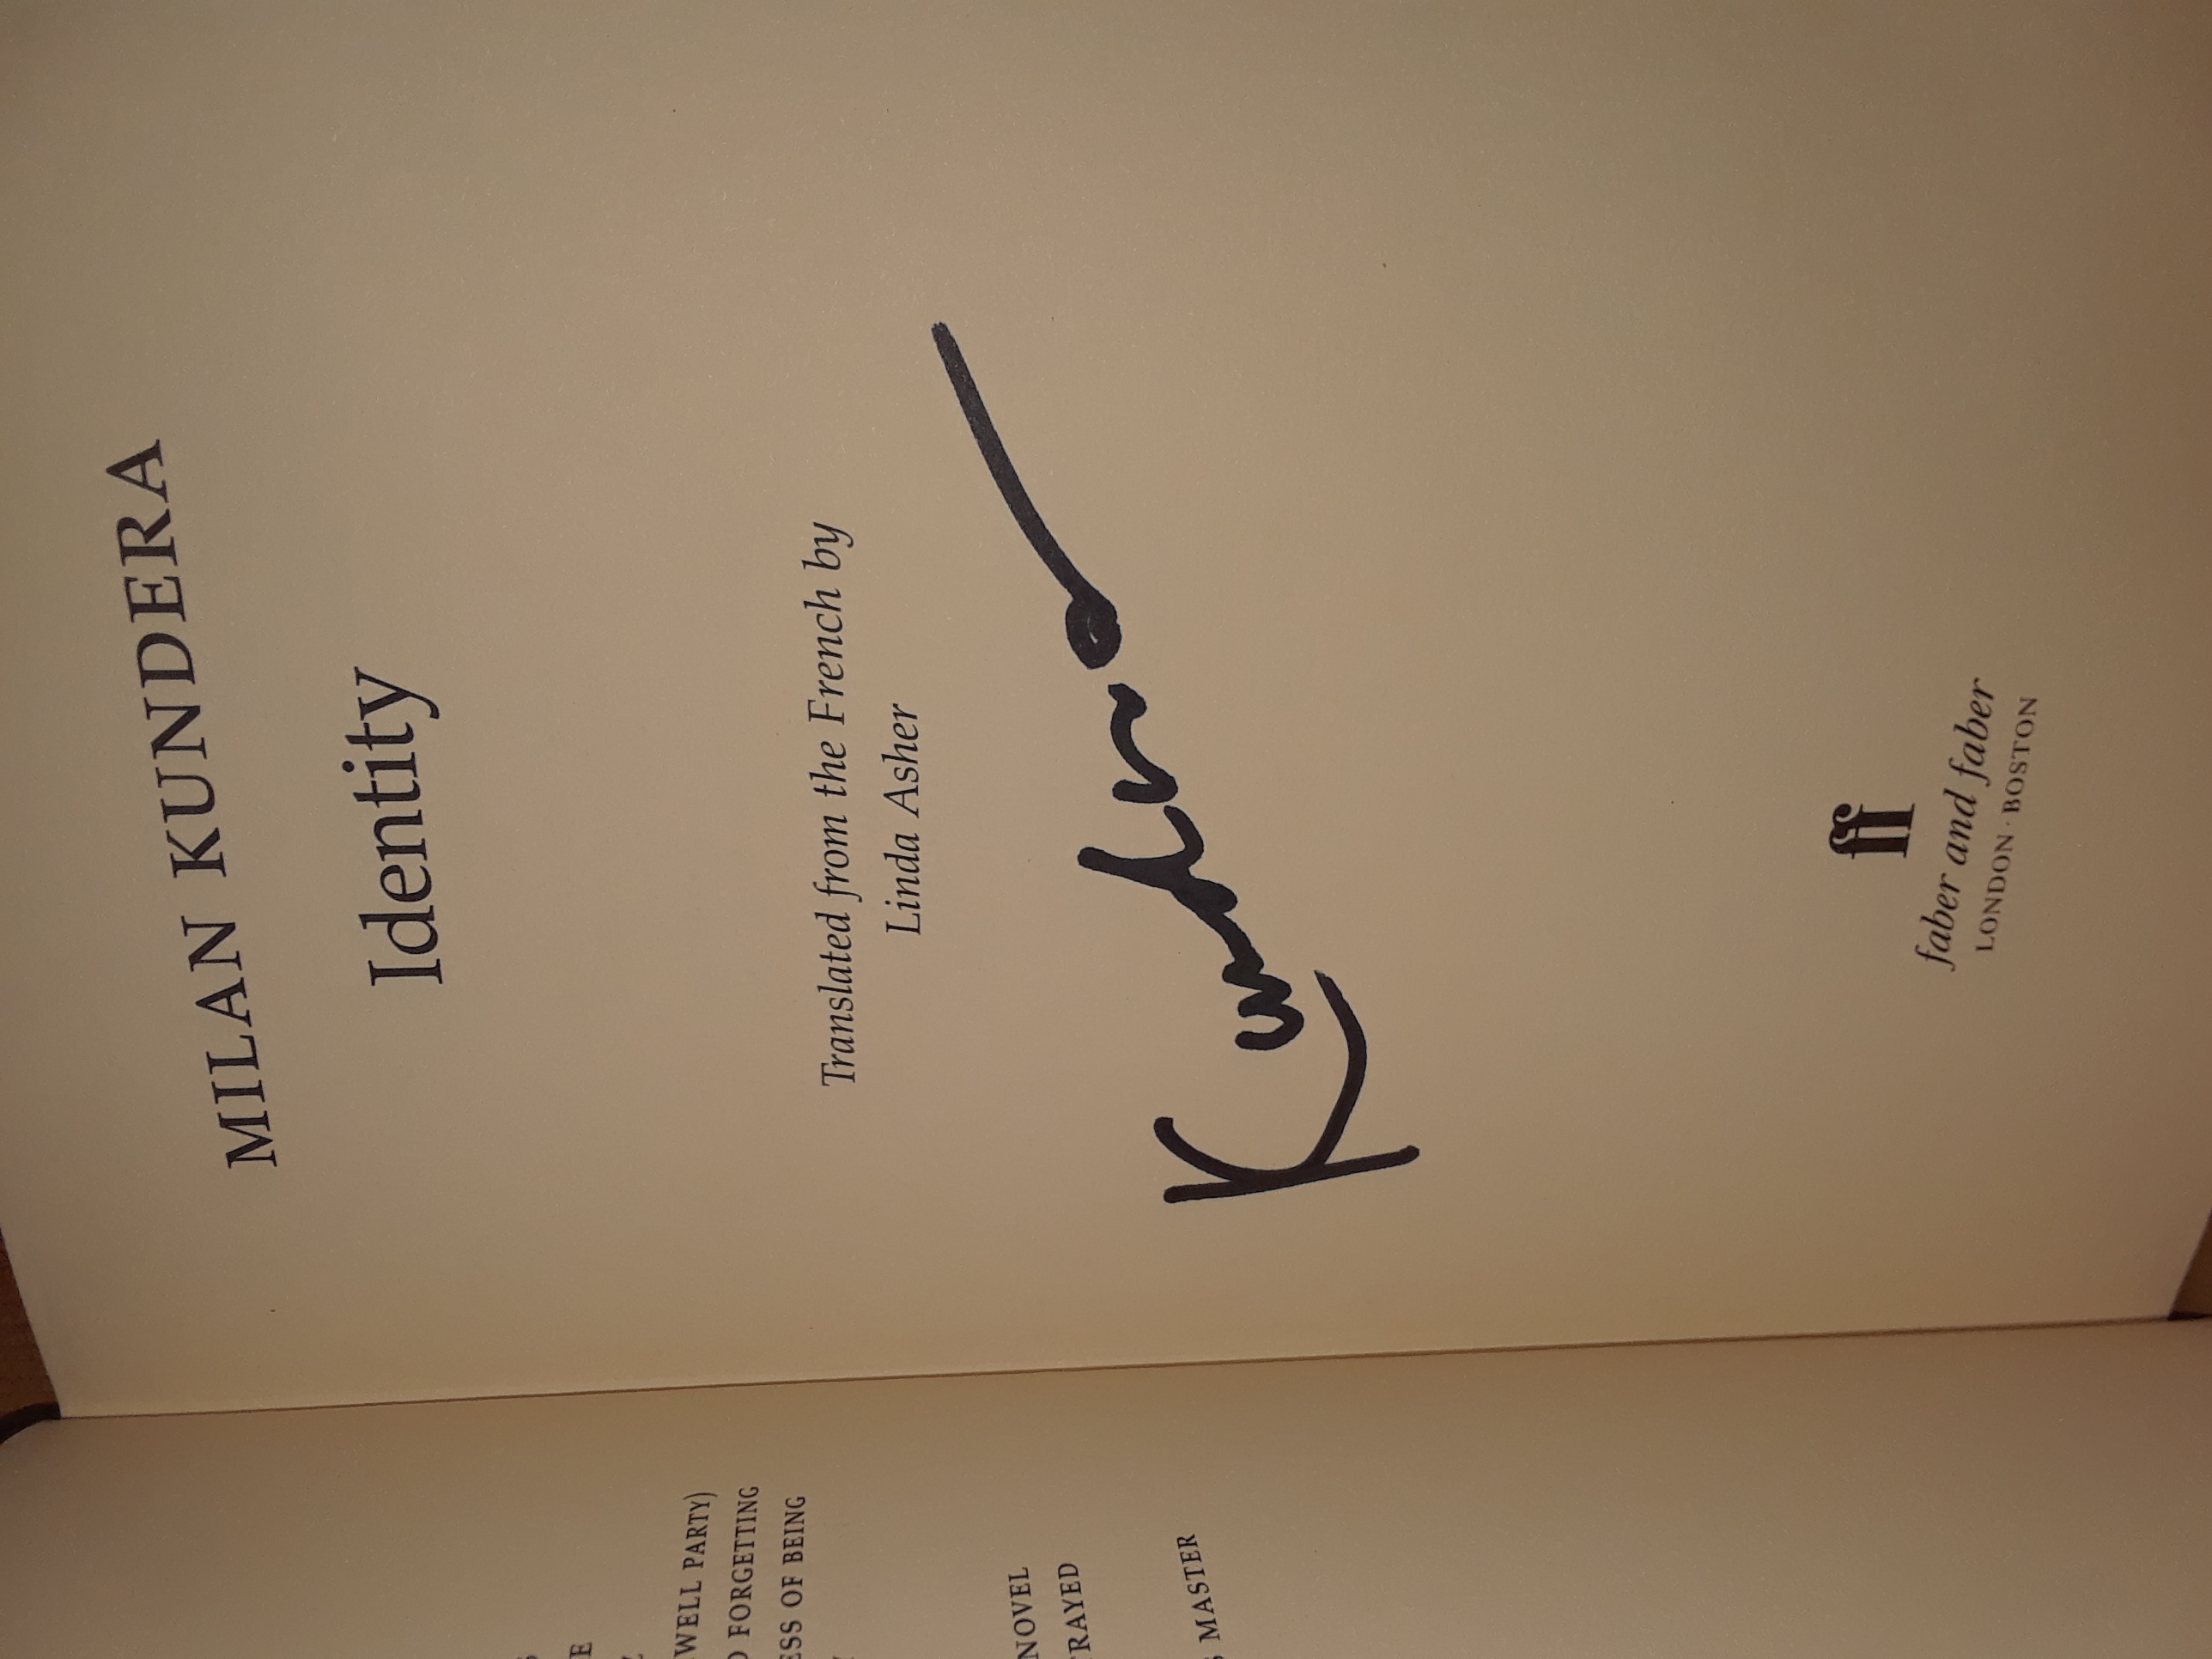 WELL PARTY)
FORGETTING
ESS OF BEING
NOVEL
TRAYED
MASTER
MILAN KUNDERA
Identity
Translated from the French by
Linda Asher
Kundera
ff
faber and faber
LONDON · BOSTON